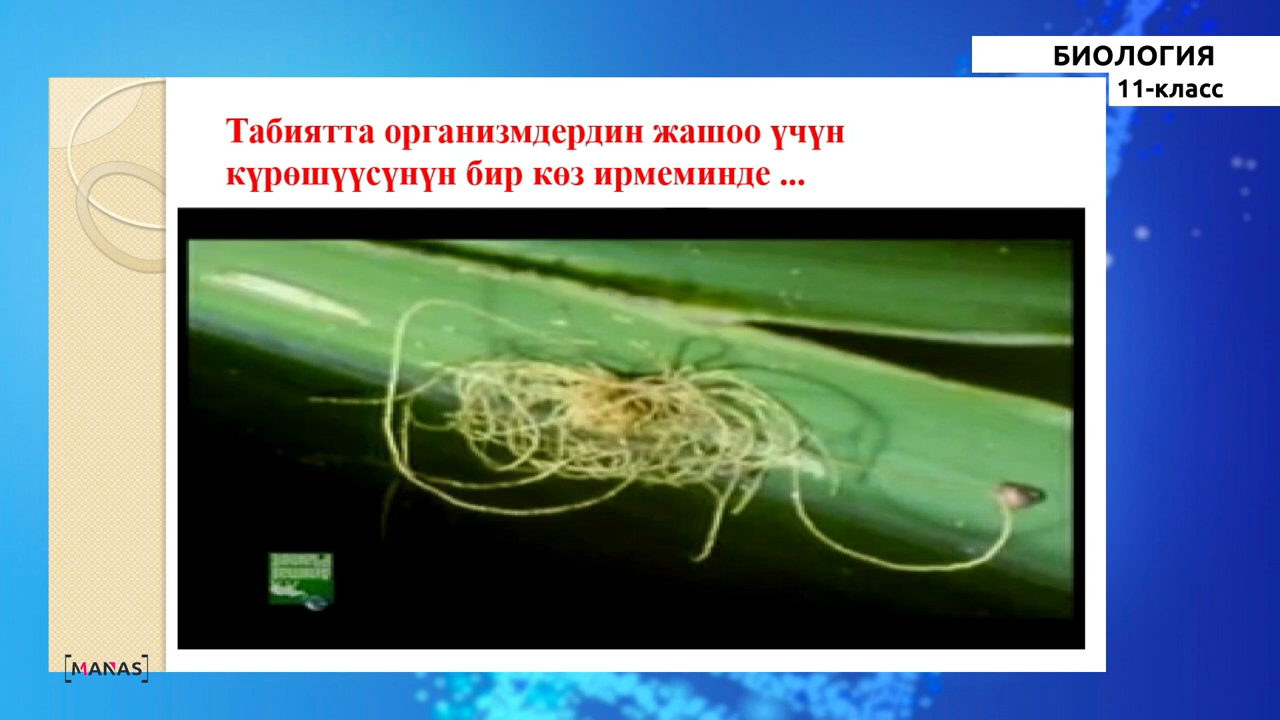 БИОЛОГИЯ
11-класс
Табиятта организмдердин жашоо үчүн
күрөшүүсүнүн бир көз ирмеминде ...
[MANAS]